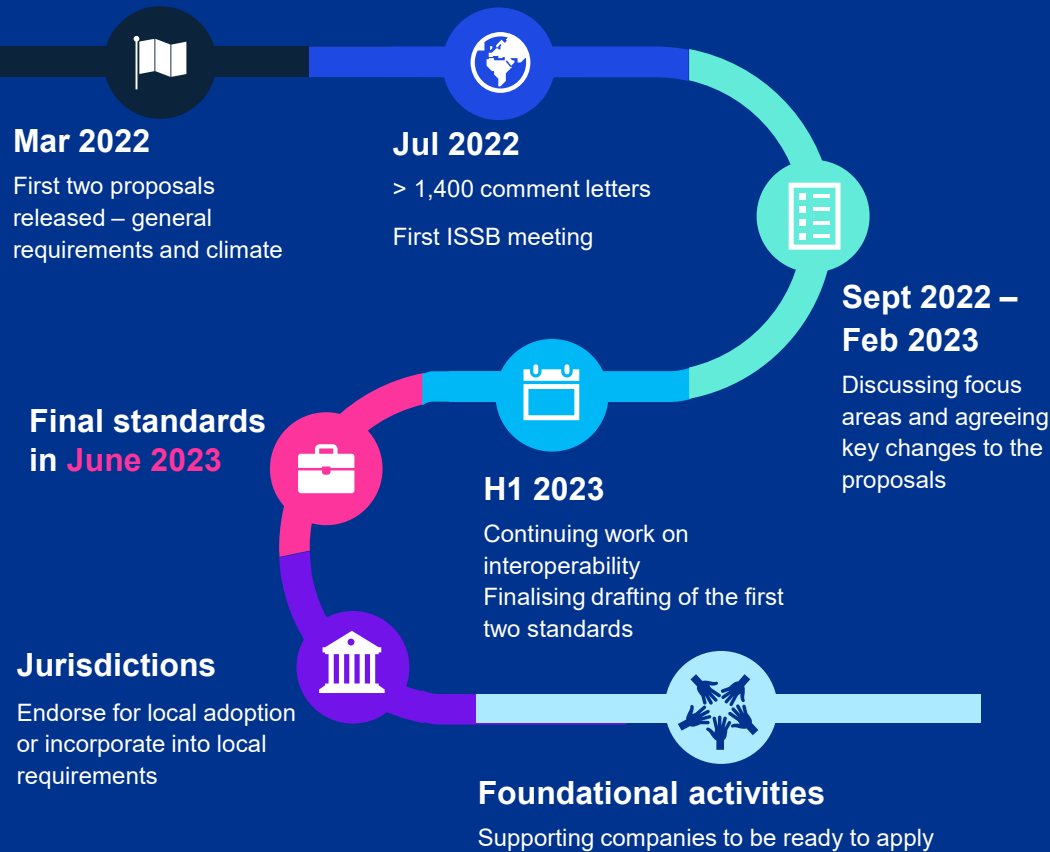 Mar 2022
First two proposals
released – general
requirements and climate
Jul 2022
> 1,400 comment letters
First ISSB meeting
Sept 2022 –
Feb 2023
Discussing focus
areas and agreeing
key changes to the
proposals
H1 2023
Continuing work on
interoperability
Finalising drafting of the first
two standards
Final standards
in June 2023
Jurisdictions
Endorse for local adoption
or incorporate into local
requirements
Foundational activities
Supporting companies to be ready to apply